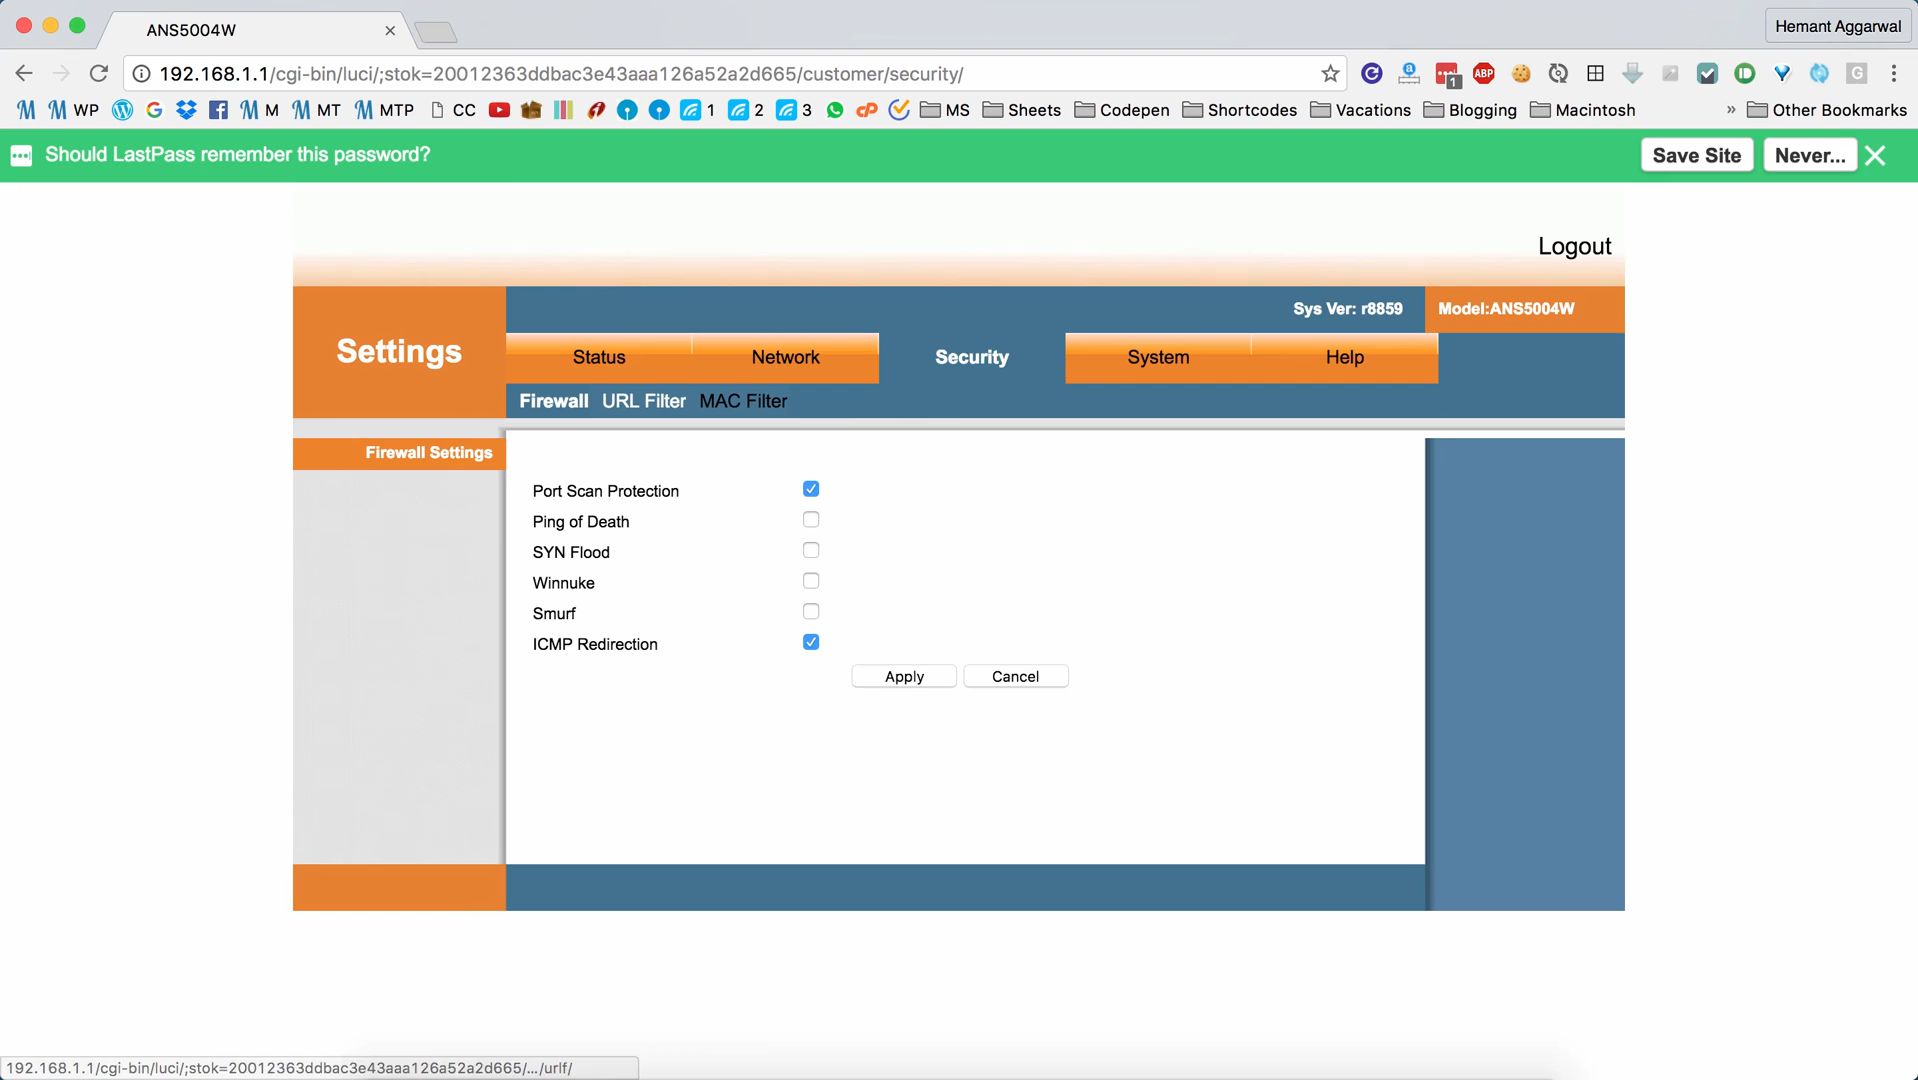 ANS5004W
Hemant Aggarwal
192.168.1.1/cgi-bin/luci/;stok=20012363ddbac3e43aaa126a52a2d665/customer/security/
1 ABP G
WP M MT MTP CC 1 2 3 cP MS Sheets Codepen Shortcodes Vacations Blogging Macintosh » Other Bookmarks
Should LastPass remember this password? Save Site Never...
Logout
Sys Ver: r8859 Model:ANS5004W
Settings
Status Network Security System Help
Firewall URL Filter MAC Filter
Firewall Settings
Port Scan Protection
Ping of Death
SYN Flood
Winnuke
Smurf
ICMP Redirection
Apply Cancel
192.168.1.1/cgi-bin/luci/;stok=20012363ddbac3e43aaa126a52a2d665/.../urlf/